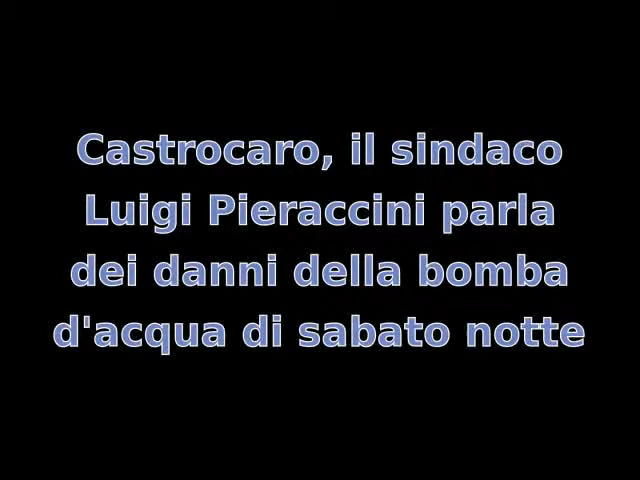 Castrocaro, il sindaco
Luigi Pieraccini parla
dei danni della bomba
d'acqua di sabato notte